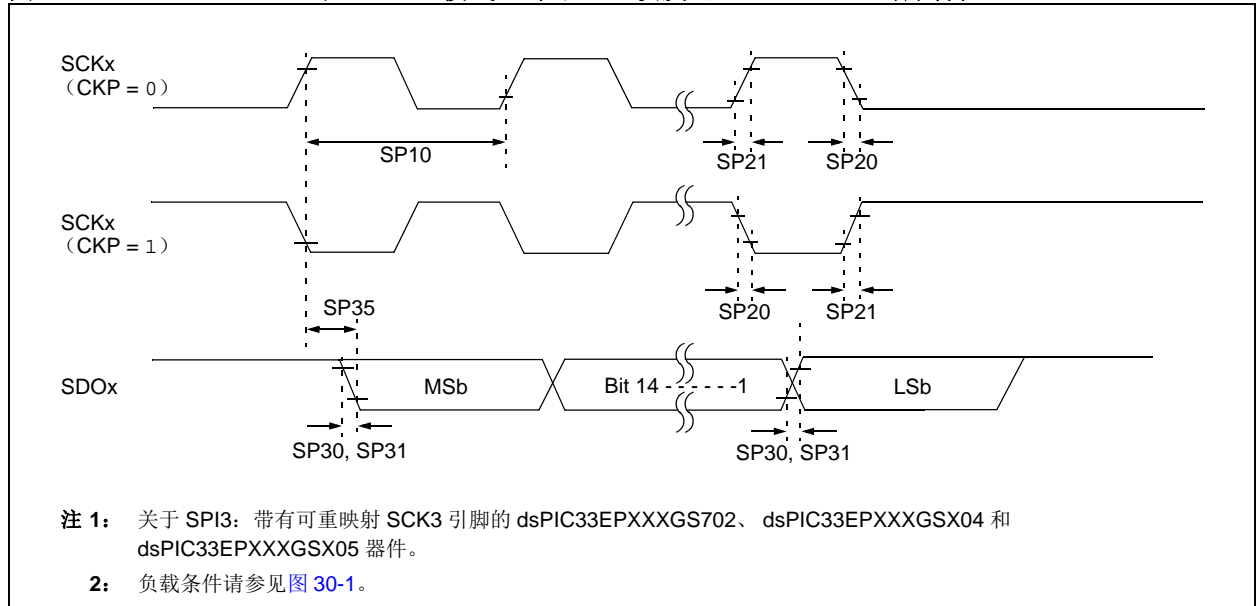 SCKx
（CKP = 0）
SP10
SP21
SP20
SCKx
（CKP = 1）
SP20
SP21
SP35
SDOx
MSb
Bit 14 - - - - - -1
LSb
SP30, SP31
SP30, SP31
注 1： 关于 SPI3：带有可重映射 SCK3 引脚的 dsPIC33EPXXXGS702、 dsPIC33EPXXXGSX04 和
dsPIC33EPXXXGSX05 器件。
2： 负载条件请参见图 30-1。